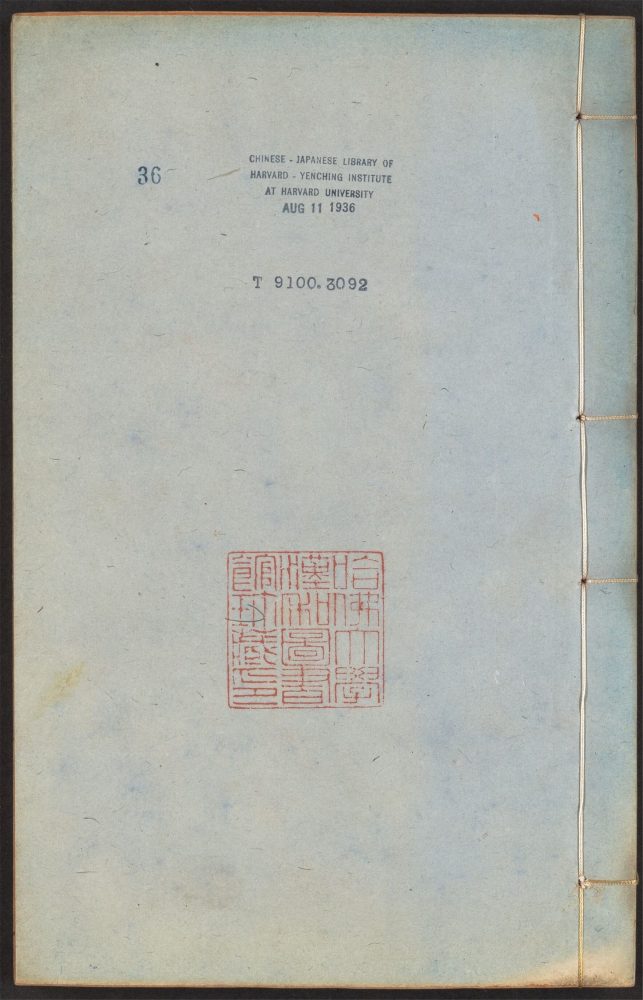 36
CHINESE - JAPANESE LIBRARY OF
HARVARD - YENCHING INSTITUTE
AT HARVARD UNIVERSITY
AUG 11 1936
T 9100.3092
哈佛大學
漢和圖書
館珍藏印